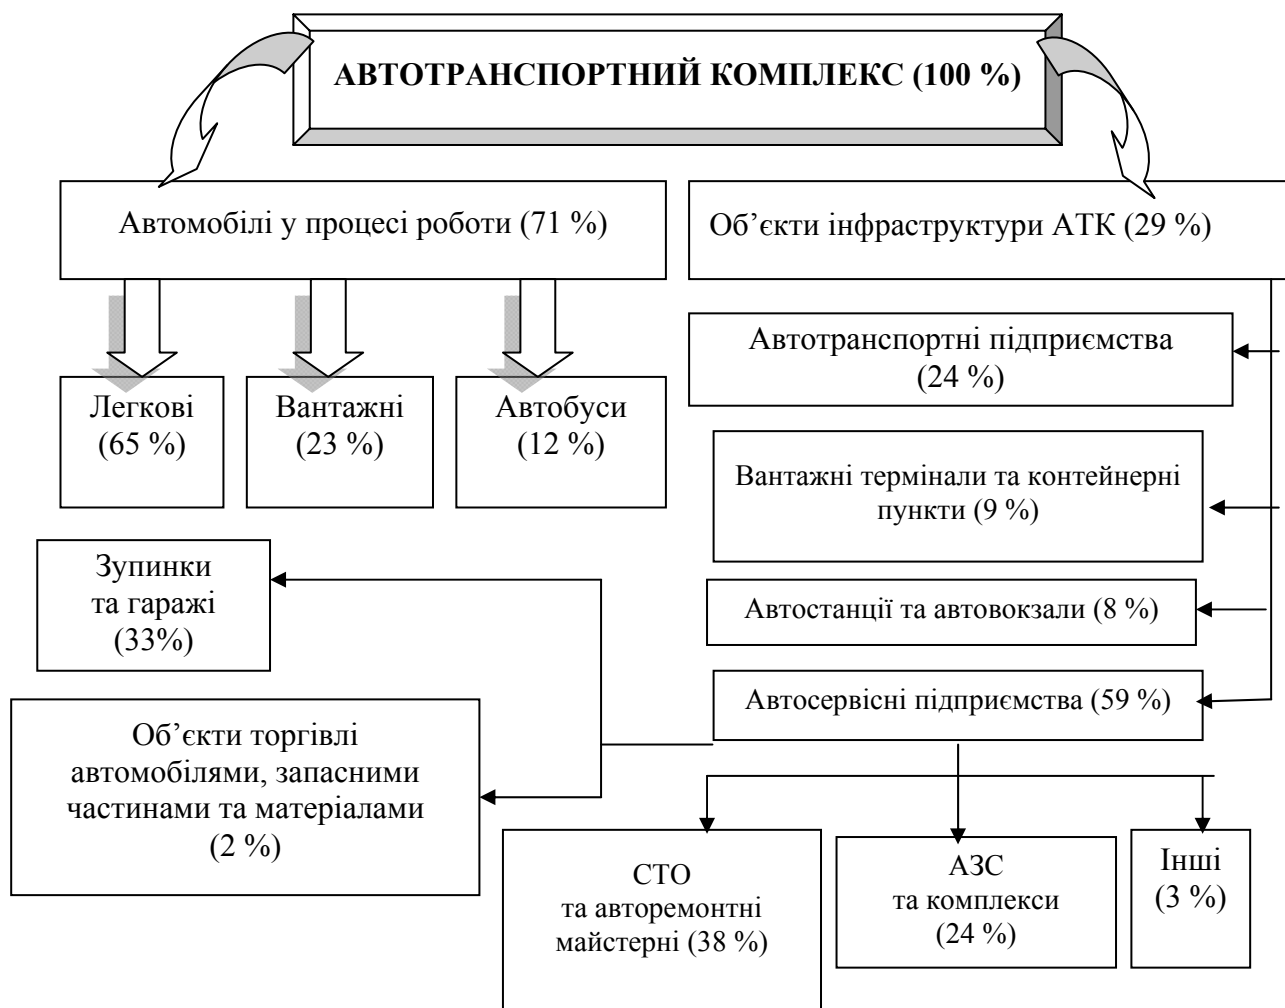 АВТОТРАНСПОРТНИЙ КОМПЛЕКС (100 %)
Автомобілі у процесі роботи (71 %)
Об’єкти інфраструктури АТК (29 %)
Легкові
(65 %)
Вантажні
(23 %)
Автобуси
(12 %)
Автотранспортні підприємства
(24 %)
Вантажні термінали та контейнерні
пункти (9 %)
Автостанції та автовокзали (8 %)
Автосервісні підприємства (59 %)
Зупинки
та гаражі
(33%)
Об’єкти торгівлі
автомобілями, запасними
частинами та матеріалами
(2 %)
СТО
та авторемонтні
майстерні (38 %)
АЗС
та комплекси
(24 %)
Інші
(3 %)